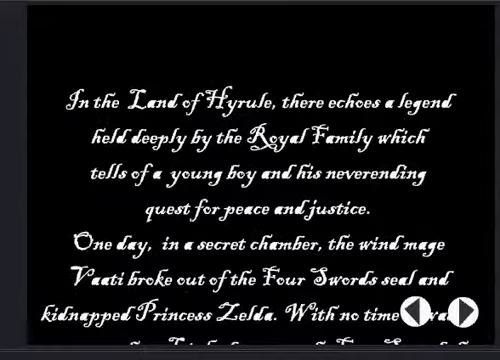 In the Land of Hyrule, there echoes a legend
held deeply by the Royal Family which
tells of a young boy and his neverending
quest for peace and justice.
One day, in a secret chamber, the wind mage
Vaati broke out of the Four Swords seal and
kidnapped Princess Zelda. With no time